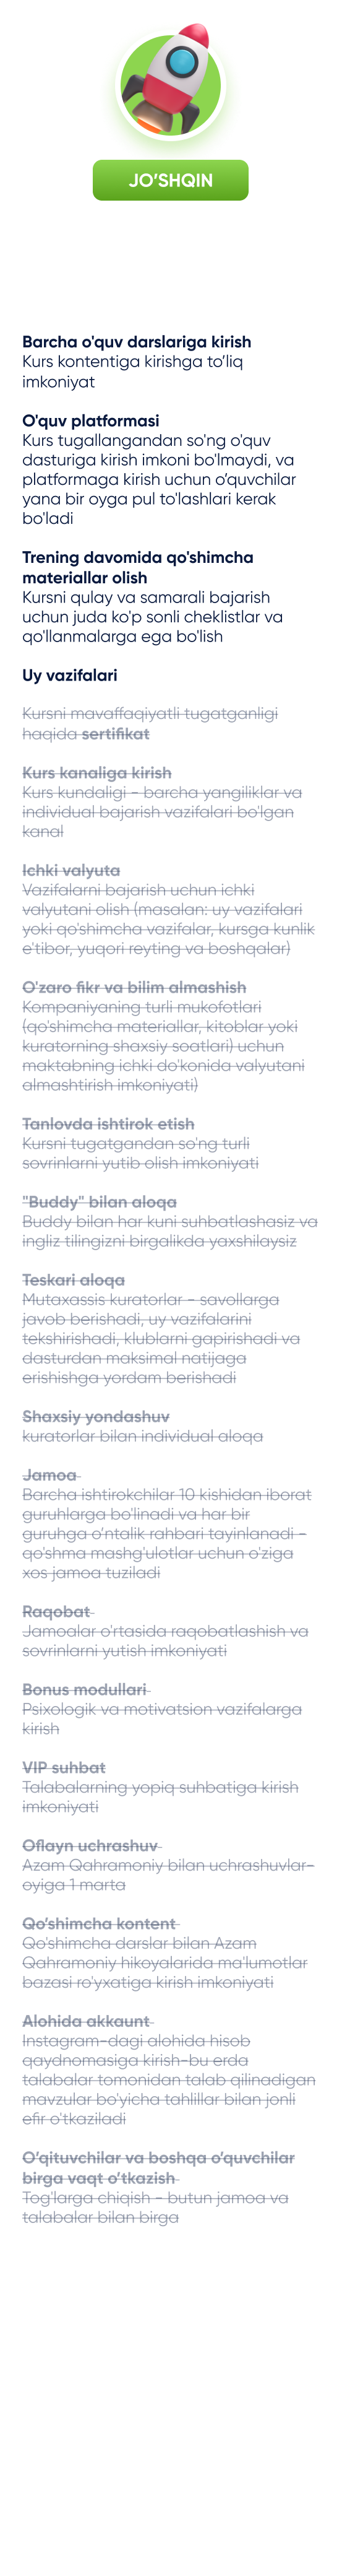 JO’SHQIN
Barcha o'quv darslariga kirish
Kurs kontentiga kirishga to’liq
imkoniyat
O'quv platformasi
Kurs tugallangandan so'ng o'quv
dasturiga kirish imkoni bo'lmaydi, va
platformaga kirish uchun o’quvchilar
yana bir oyga pul to'lashlari kerak
bo'ladi
Trening davomida qo'shimcha
materiallar olish
Kursni qulay va samarali bajarish
uchun juda ko'p sonli cheklistlar va
qo'llanmalarga ega bo'lish
Uy vazifalari
Kursni mavaffaqiyatli tugatganligi
haqida sertifikat
Kurs kanaliga kirish
Kurs kundaligi - barcha yangiliklar va
individual bajarish vazifalari bo'lgan
kanal
Ichki valyuta
Vazifalarni bajarish uchun ichki
valyutani olish (masalan: uy vazifalari
yoki qo'shimcha vazifalar, kursga kunlik
e'tibor, yuqori reyting va boshqalar)
O'zaro fikr va bilim almashish
Kompaniyaning turli mukofotlari
(qo'shimcha materiallar, kitoblar yoki
kuratorning shaxsiy soatlari) uchun
maktabning ichki do'konida valyutani
almashtirish imkoniyati)
Tanlovda ishtirok etish
Kursni tugatgandan so'ng turli
sovrinlarni yutib olish imkoniyati
"Buddy" bilan aloqa
Buddy bilan har kuni suhbatlashasiz va
ingliz tilingizni birgalikda yaxshilaysiz
Teskari aloqa
Mutaxassis kuratorlar - savollarga
javob berishadi, uy vazifalarini
tekshirishadi, klublarni gapirishadi va
dasturdan maksimal natijaga
erishishga yordam berishadi
Shaxsiy yondashuv
kuratorlar bilan individual aloqa
Jamoa
Barcha ishtirokchilar 10 kishidan iborat
guruhlarga bo'linadi va har bir
guruhga o’ntalik rahbari tayinlanadi -
qo'shma mashg'ulotlar uchun o'ziga
xos jamoa tuziladi
Raqobat
Jamoalar o'rtasida raqobatlashish va
sovrinlarni yutish imkoniyati
Bonus modullari
Psixologik va motivatsion vazifalarga
kirish
VIP suhbat
Talabalarning yopiq suhbatiga kirish
imkoniyati
Oflayn uchrashuv
Azam Qahramoniy bilan uchrashuvlar-
oyiga 1 marta
Qo’shimcha kontent
Qo'shimcha darslar bilan Azam
Qahramoniy hikoyalarida ma'lumotlar
bazasi ro'yxatiga kirish imkoniyati
Alohida akkaunt
Instagram-dagi alohida hisob
qaydnomasiga kirish-bu erda
talabalar tomonidan talab qilinadigan
mavzular bo'yicha tahlillar bilan jonli
efir o'tkaziladi
O’qituvchilar va boshqa o’quvchilar
birga vaqt o’tkazish
Tog'larga chiqish - butun jamoa va
talabalar bilan birga